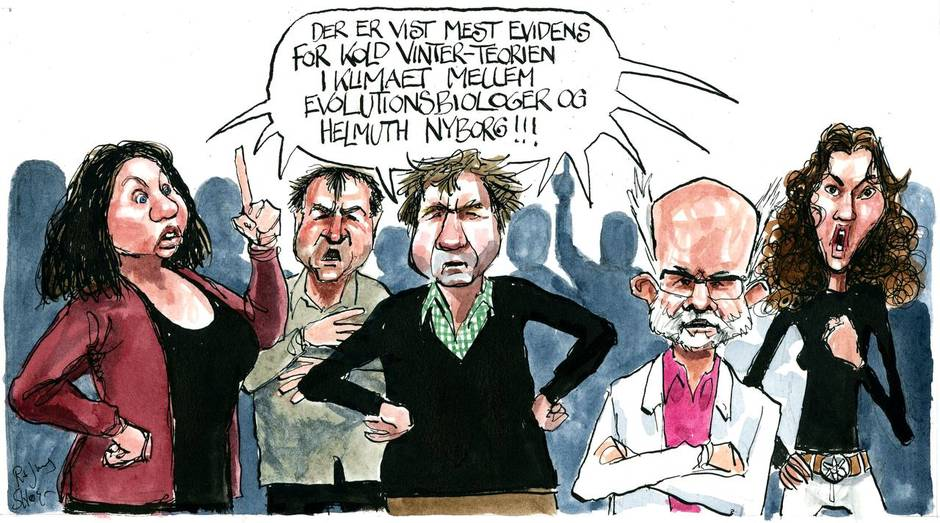 DER ER VIST MEST EVIDENS
FOR KOLD VINTER-TEORIEN
I KLIMAET MELLEM
EVOLUTIONSBIOLOGER OG
HELMUTH NYBORG!!!